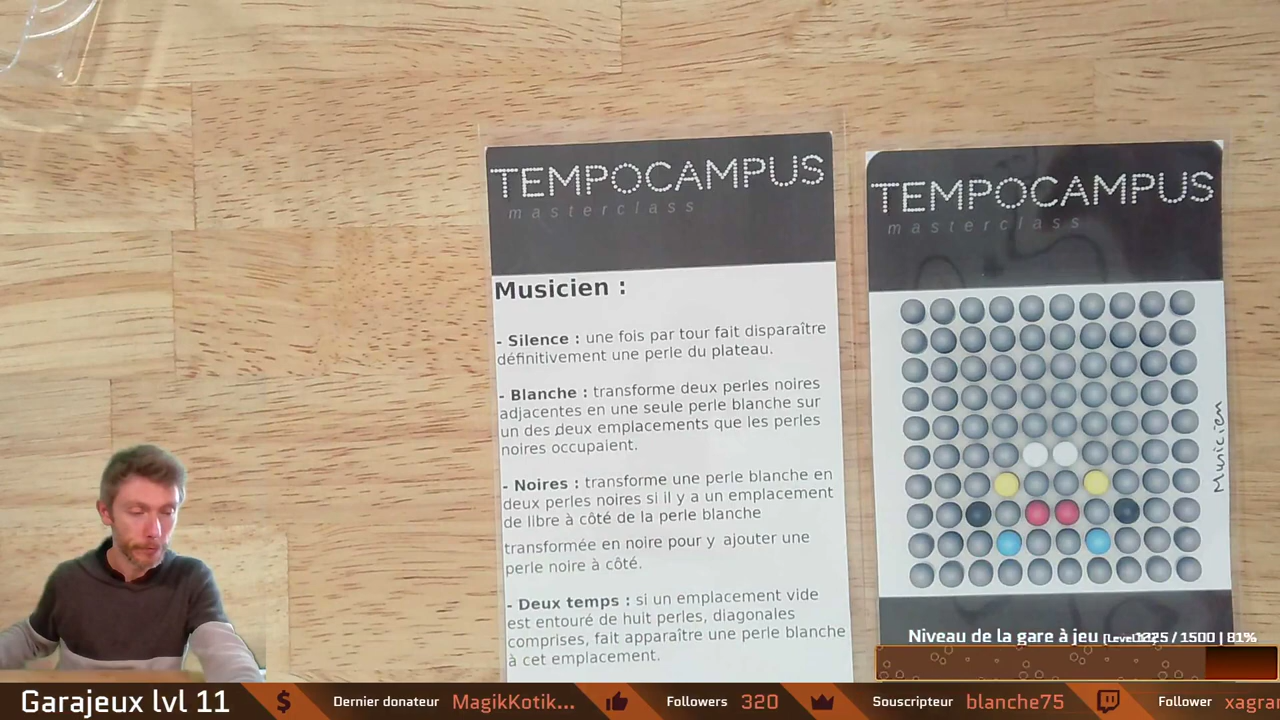 TEMPOCAMPUS
masterclass
Musicien :
- Silence : une fois par tour fait disparaître
définitivement une perle du plateau.
- Blanche : transforme deux perles noires
adjacentes en une seule perle blanche sur
un des deux emplacements que les perles
noires occupaient.
- Noires : transforme une perle blanche en
deux perles noires si il y a un emplacement
de libre à côté de la perle blanche
transformée en noire pour y ajouter une
perle noire à côté.
- Deux temps : si un emplacement vide
est entouré de huit perles, diagonales
comprises, fait apparaître une perle blanche
à cet emplacement.
TEMPOCAMPUS
masterclass
Musicien
Niveau de la gare à jeu / 1500 | 81%
Garajeux lvl 11
Dernier donateur MagikKotik...
Followers 320
Souscripteur blanche75
Follower xagra